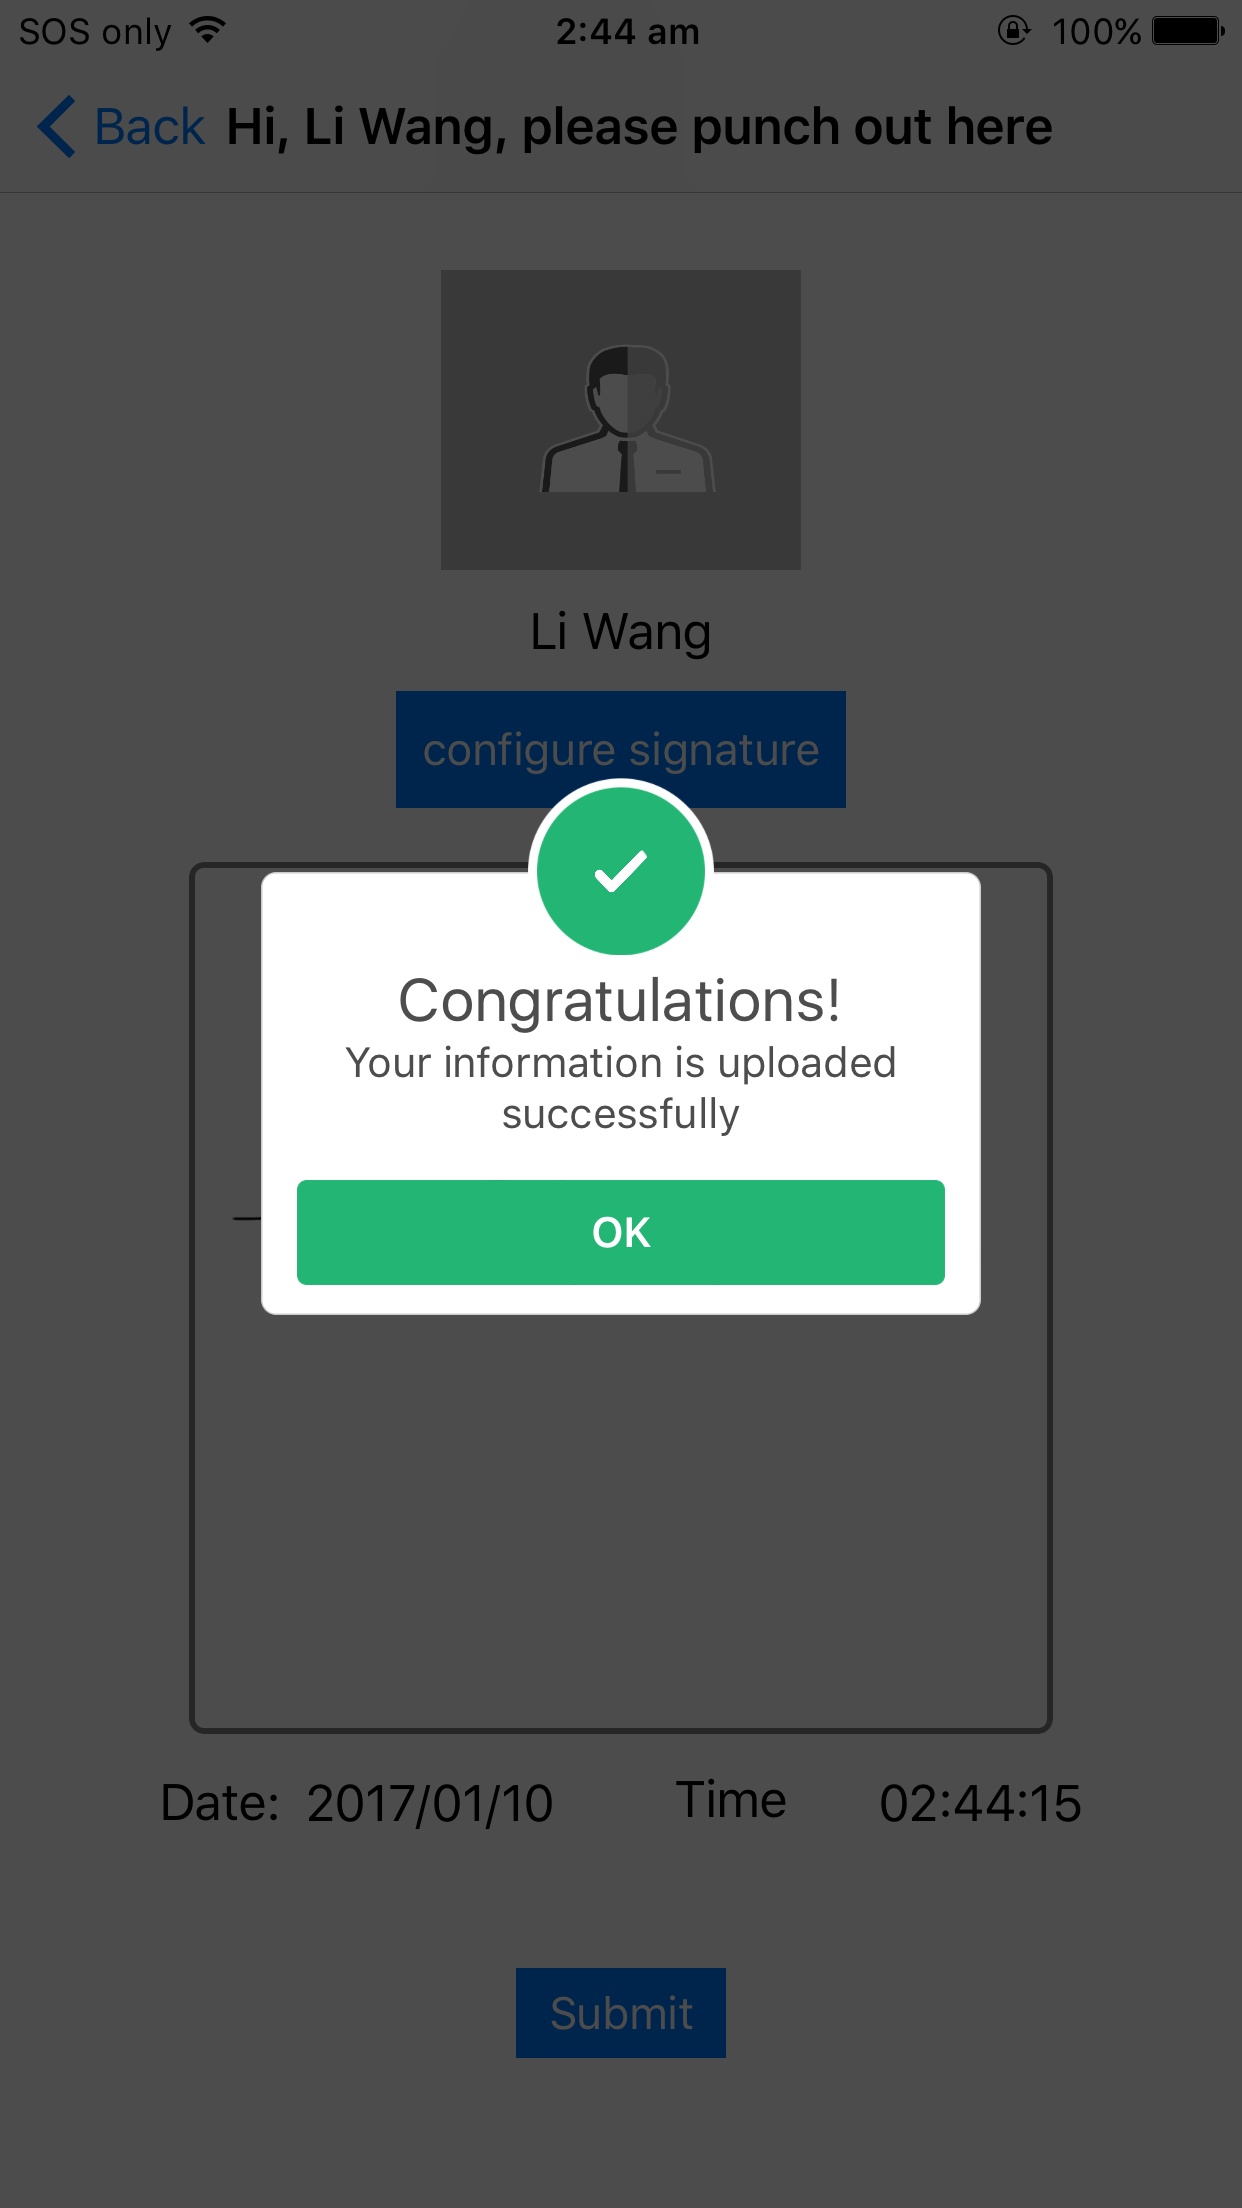 SOS only 2:44 am 100%
Back Hi, Li Wang, please punch out here
Li Wang
configure signature
Congratulations!
Your information is uploaded
successfully
OK
Date: 2017/01/10 Time 02:44:15
Submit